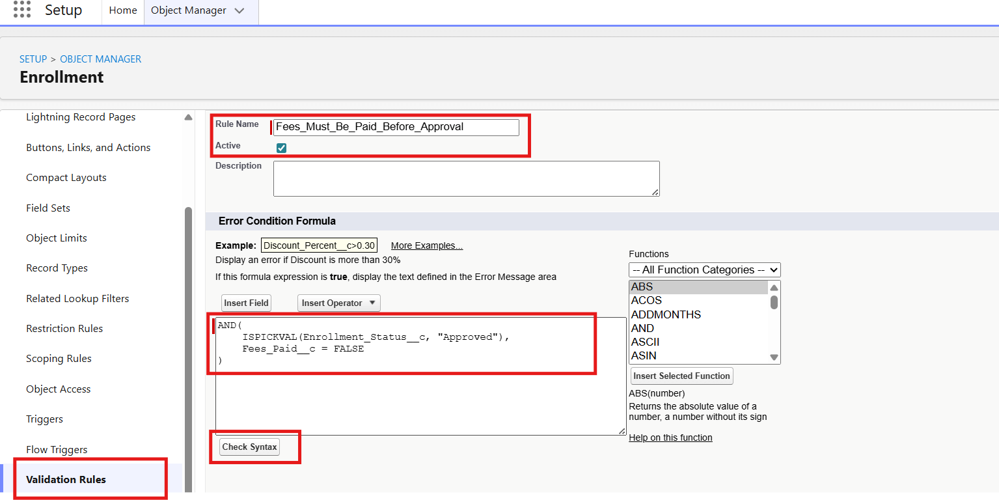 Setup
Home
Object Manager
SETUP > OBJECT MANAGER
Enrollment
Lightning Record Pages
Buttons, Links, and Actions
Compact Layouts
Field Sets
Object Limits
Record Types
Related Lookup Filters
Restriction Rules
Scoping Rules
Object Access
Triggers
Flow Triggers
Validation Rules
Rule Name
Fees_Must_Be_Paid_Before_Approval
Active
Description
Error Condition Formula
Example: Discount_Percent__c>0.30 More Examples...
Display an error if Discount is more than 30%
If this formula expression is true, display the text defined in the Error Message area
Insert Field
Insert Operator
AND(
ISPICKVAL(Enrollment_Status__c, "Approved"),
Fees_Paid__c = FALSE
)
Check Syntax
Functions
-- All Function Categories --
ABS
ACOS
ADDMONTHS
AND
ASCII
ASIN
Insert Selected Function
ABS(number)
Returns the absolute value of a
number, a number without its sign
Help on this function